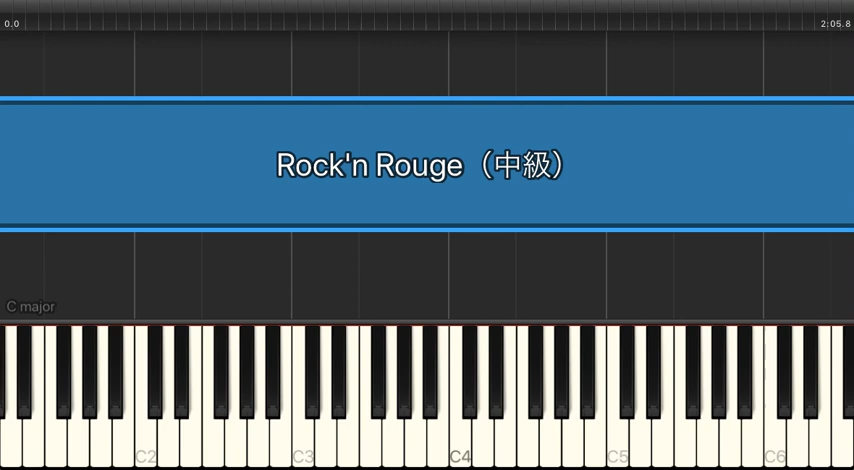 0.0
2:05.8
Rock'n Rouge（中級）
C major
C2 C3 C4 C5 C6